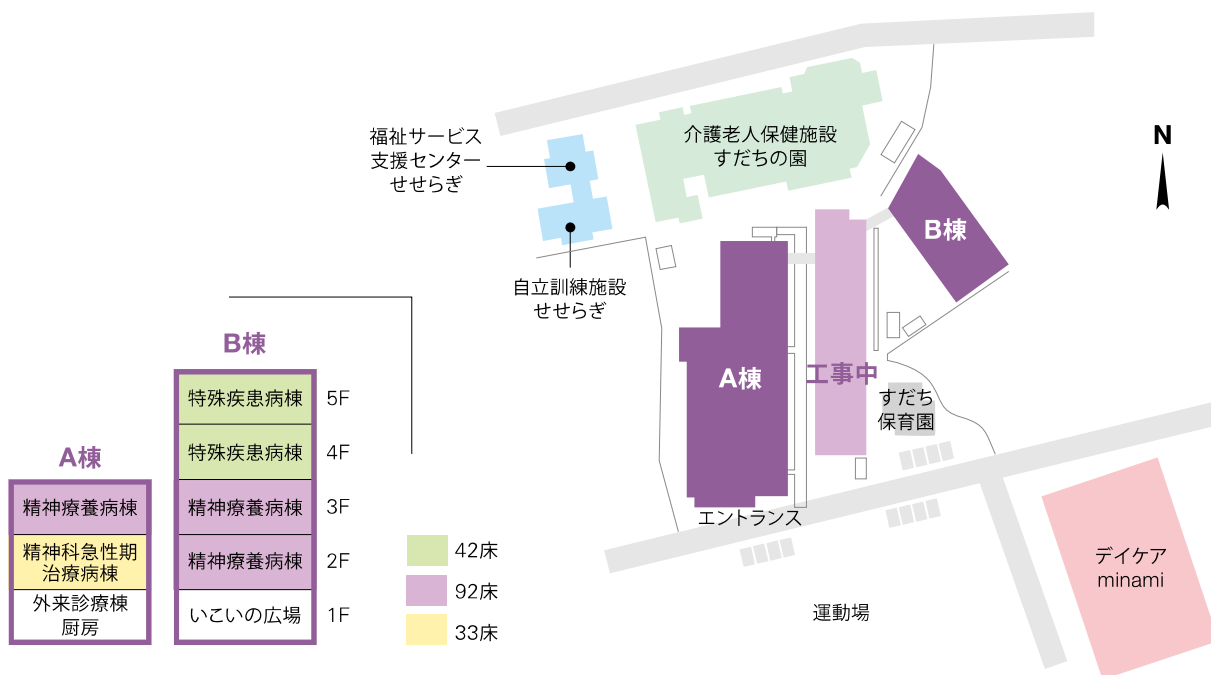 福祉サービス
支援センター
せせらぎ
介護老人保健施設
すだちの園
N
B棟
自立訓練施設
せせらぎ
A棟
工事中
すだち
保育園
エントランス
デイケア
minami
運動場
B棟
特殊疾患病棟 5F
特殊疾患病棟 4F
精神療養病棟 3F
精神療養病棟 2F
いこいの広場 1F
A棟
精神療養病棟
精神科急性期
治療病棟
外来診療棟
厨房
42床
92床
33床